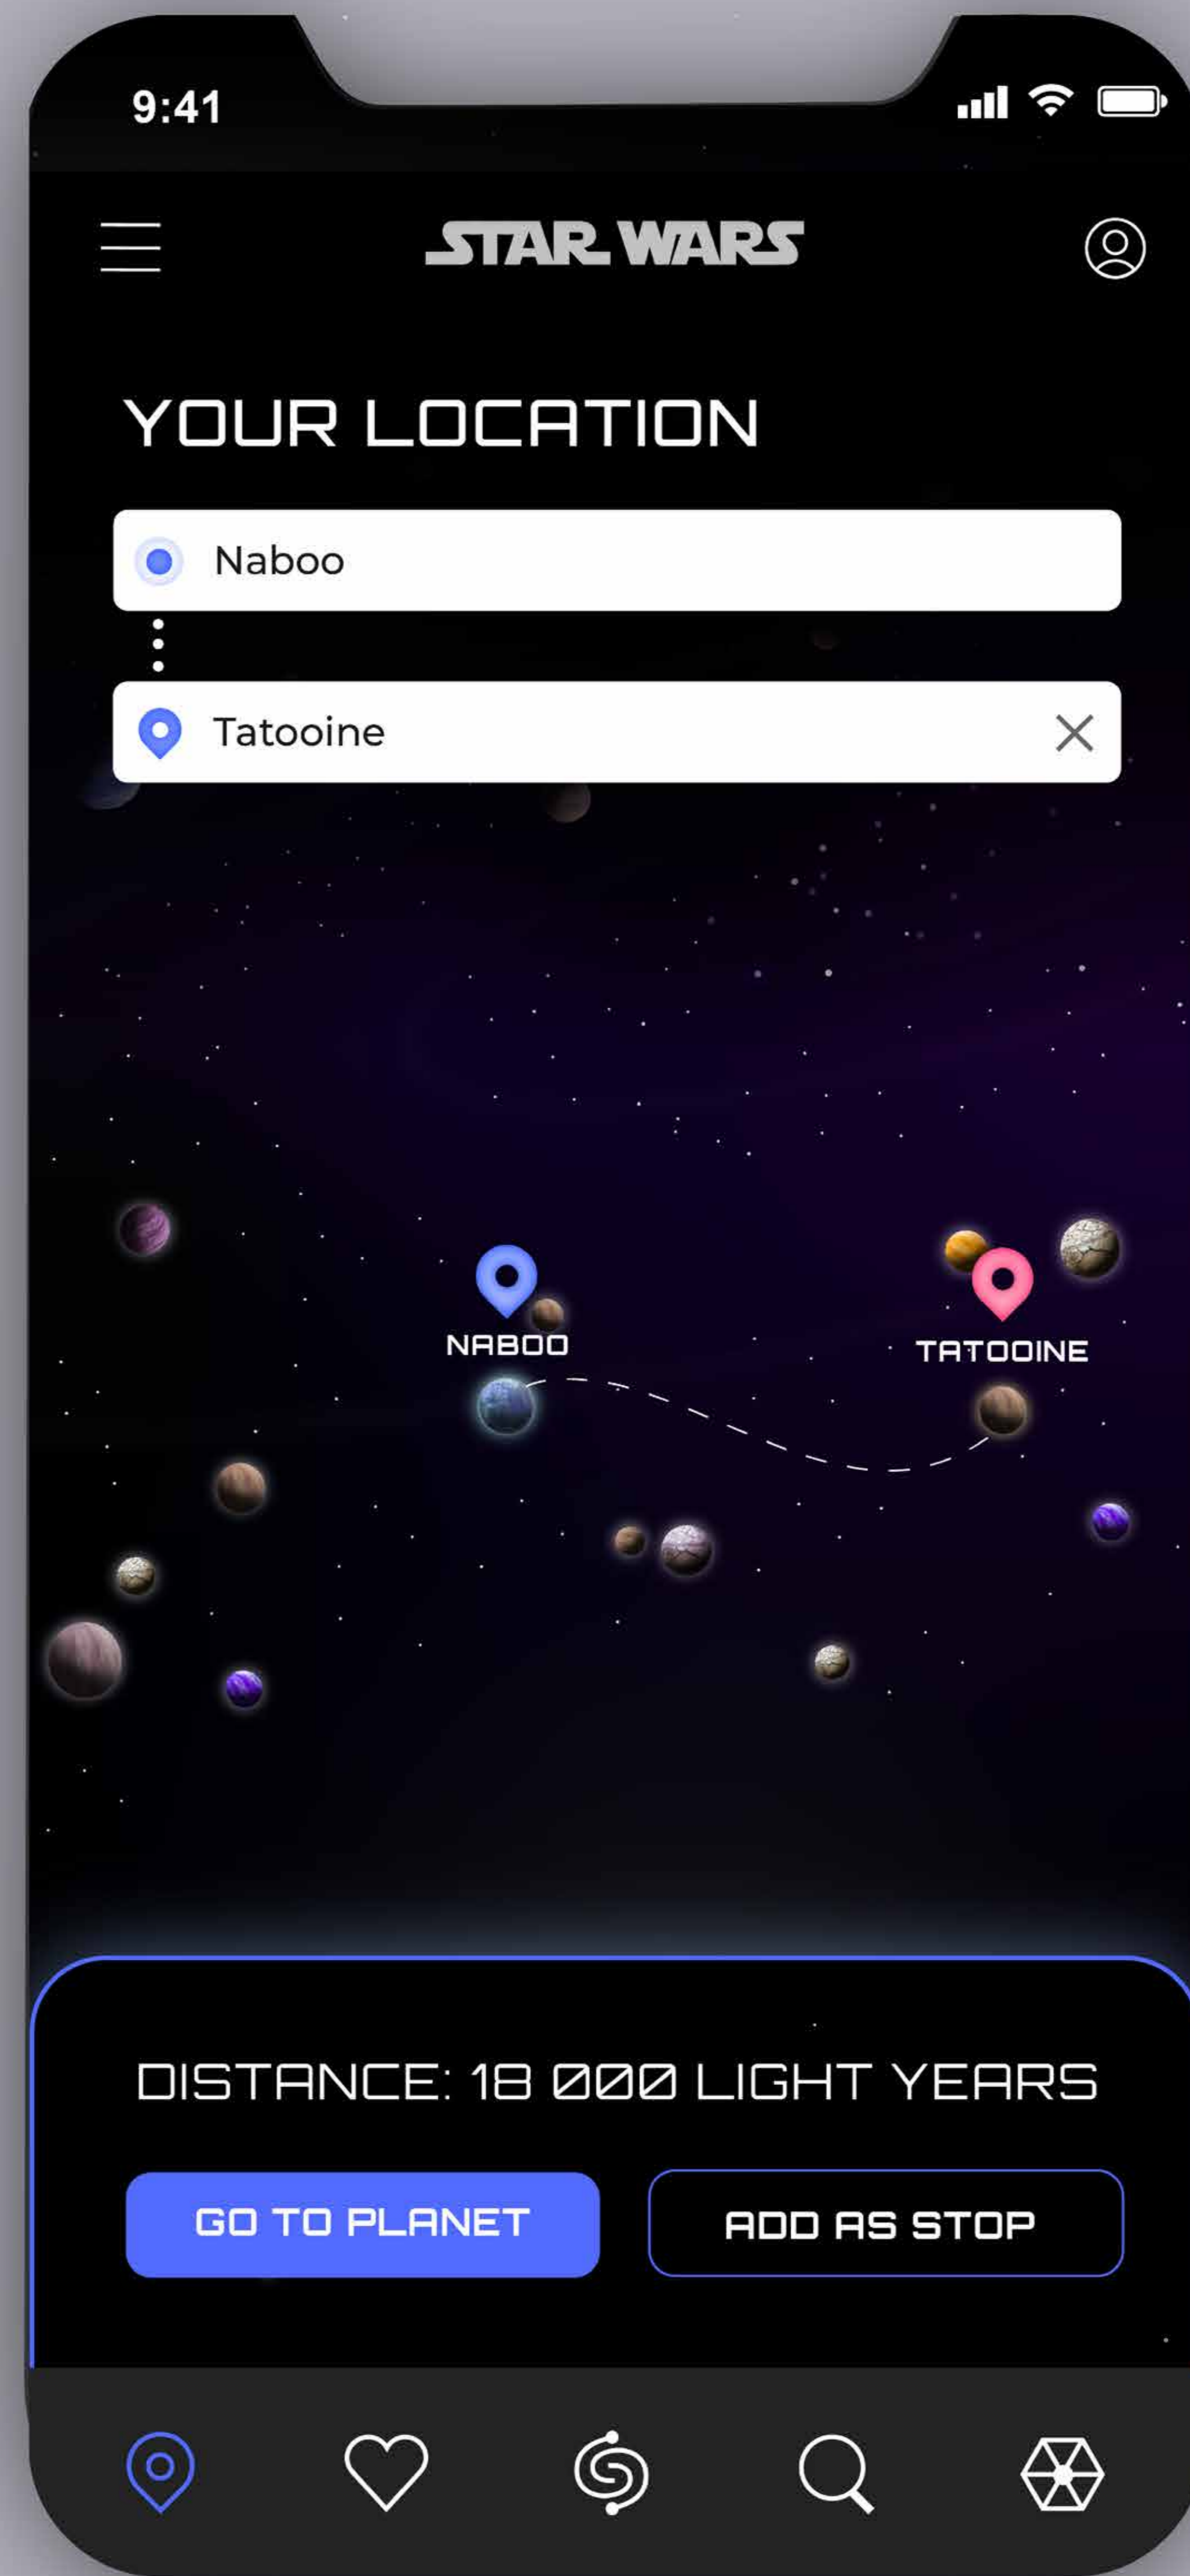 9:41
STAR WARS
YOUR LOCATION
Naboo
Tatooine
NABOO
TATOOINE
DISTANCE: 18 000 LIGHT YEARS
GO TO PLANET
ADD AS STOP